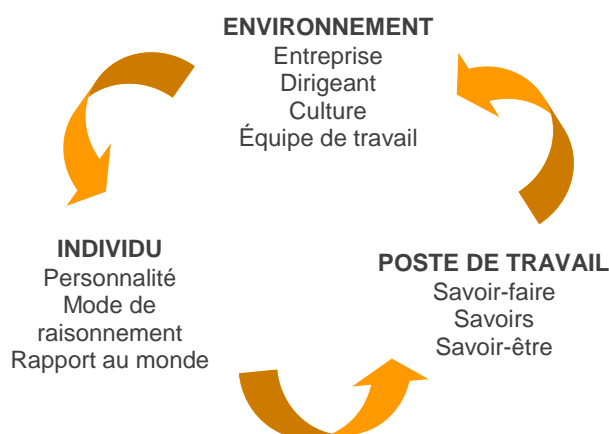 ENVIRONNEMENT
Entreprise
Dirigeant
Culture
Équipe de travail
INDIVIDU
Personnalité
Mode de
raisonnement
Rapport au monde
POSTE DE TRAVAIL
Savoir-faire
Savoirs
Savoir-être